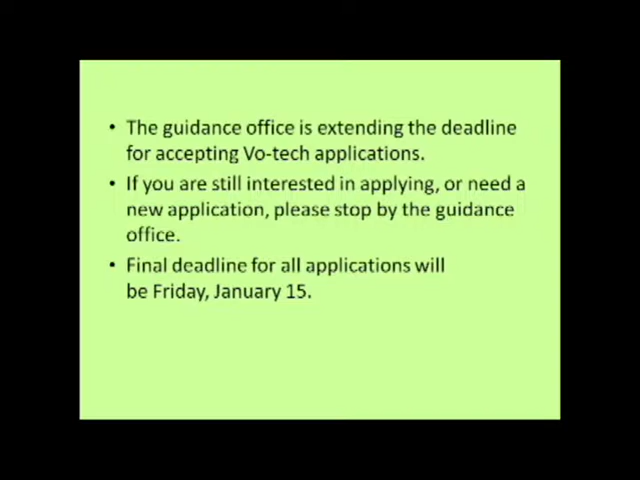 • The guidance office is extending the deadline
for accepting Vo-tech applications.
• If you are still interested in applying, or need a
new application, please stop by the guidance
office.
• Final deadline for all applications will
be Friday, January 15.